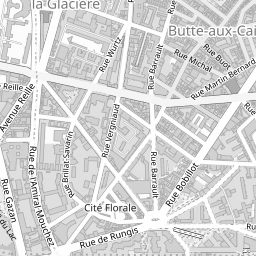 la Glacière
Butte-aux-Cai
Rue Wurtz
Rue Barrault
Rue Buot
Rue Michal
Rue Martin Bernard
Reille
Avenue Reille
Rue Vergniaud
Rue Brillat-Savarin
Rue de l'Amiral Mouchez
Rue Barrault
Rue Bobillot
Rue Gazan
Cité Florale
Rue de Rungis